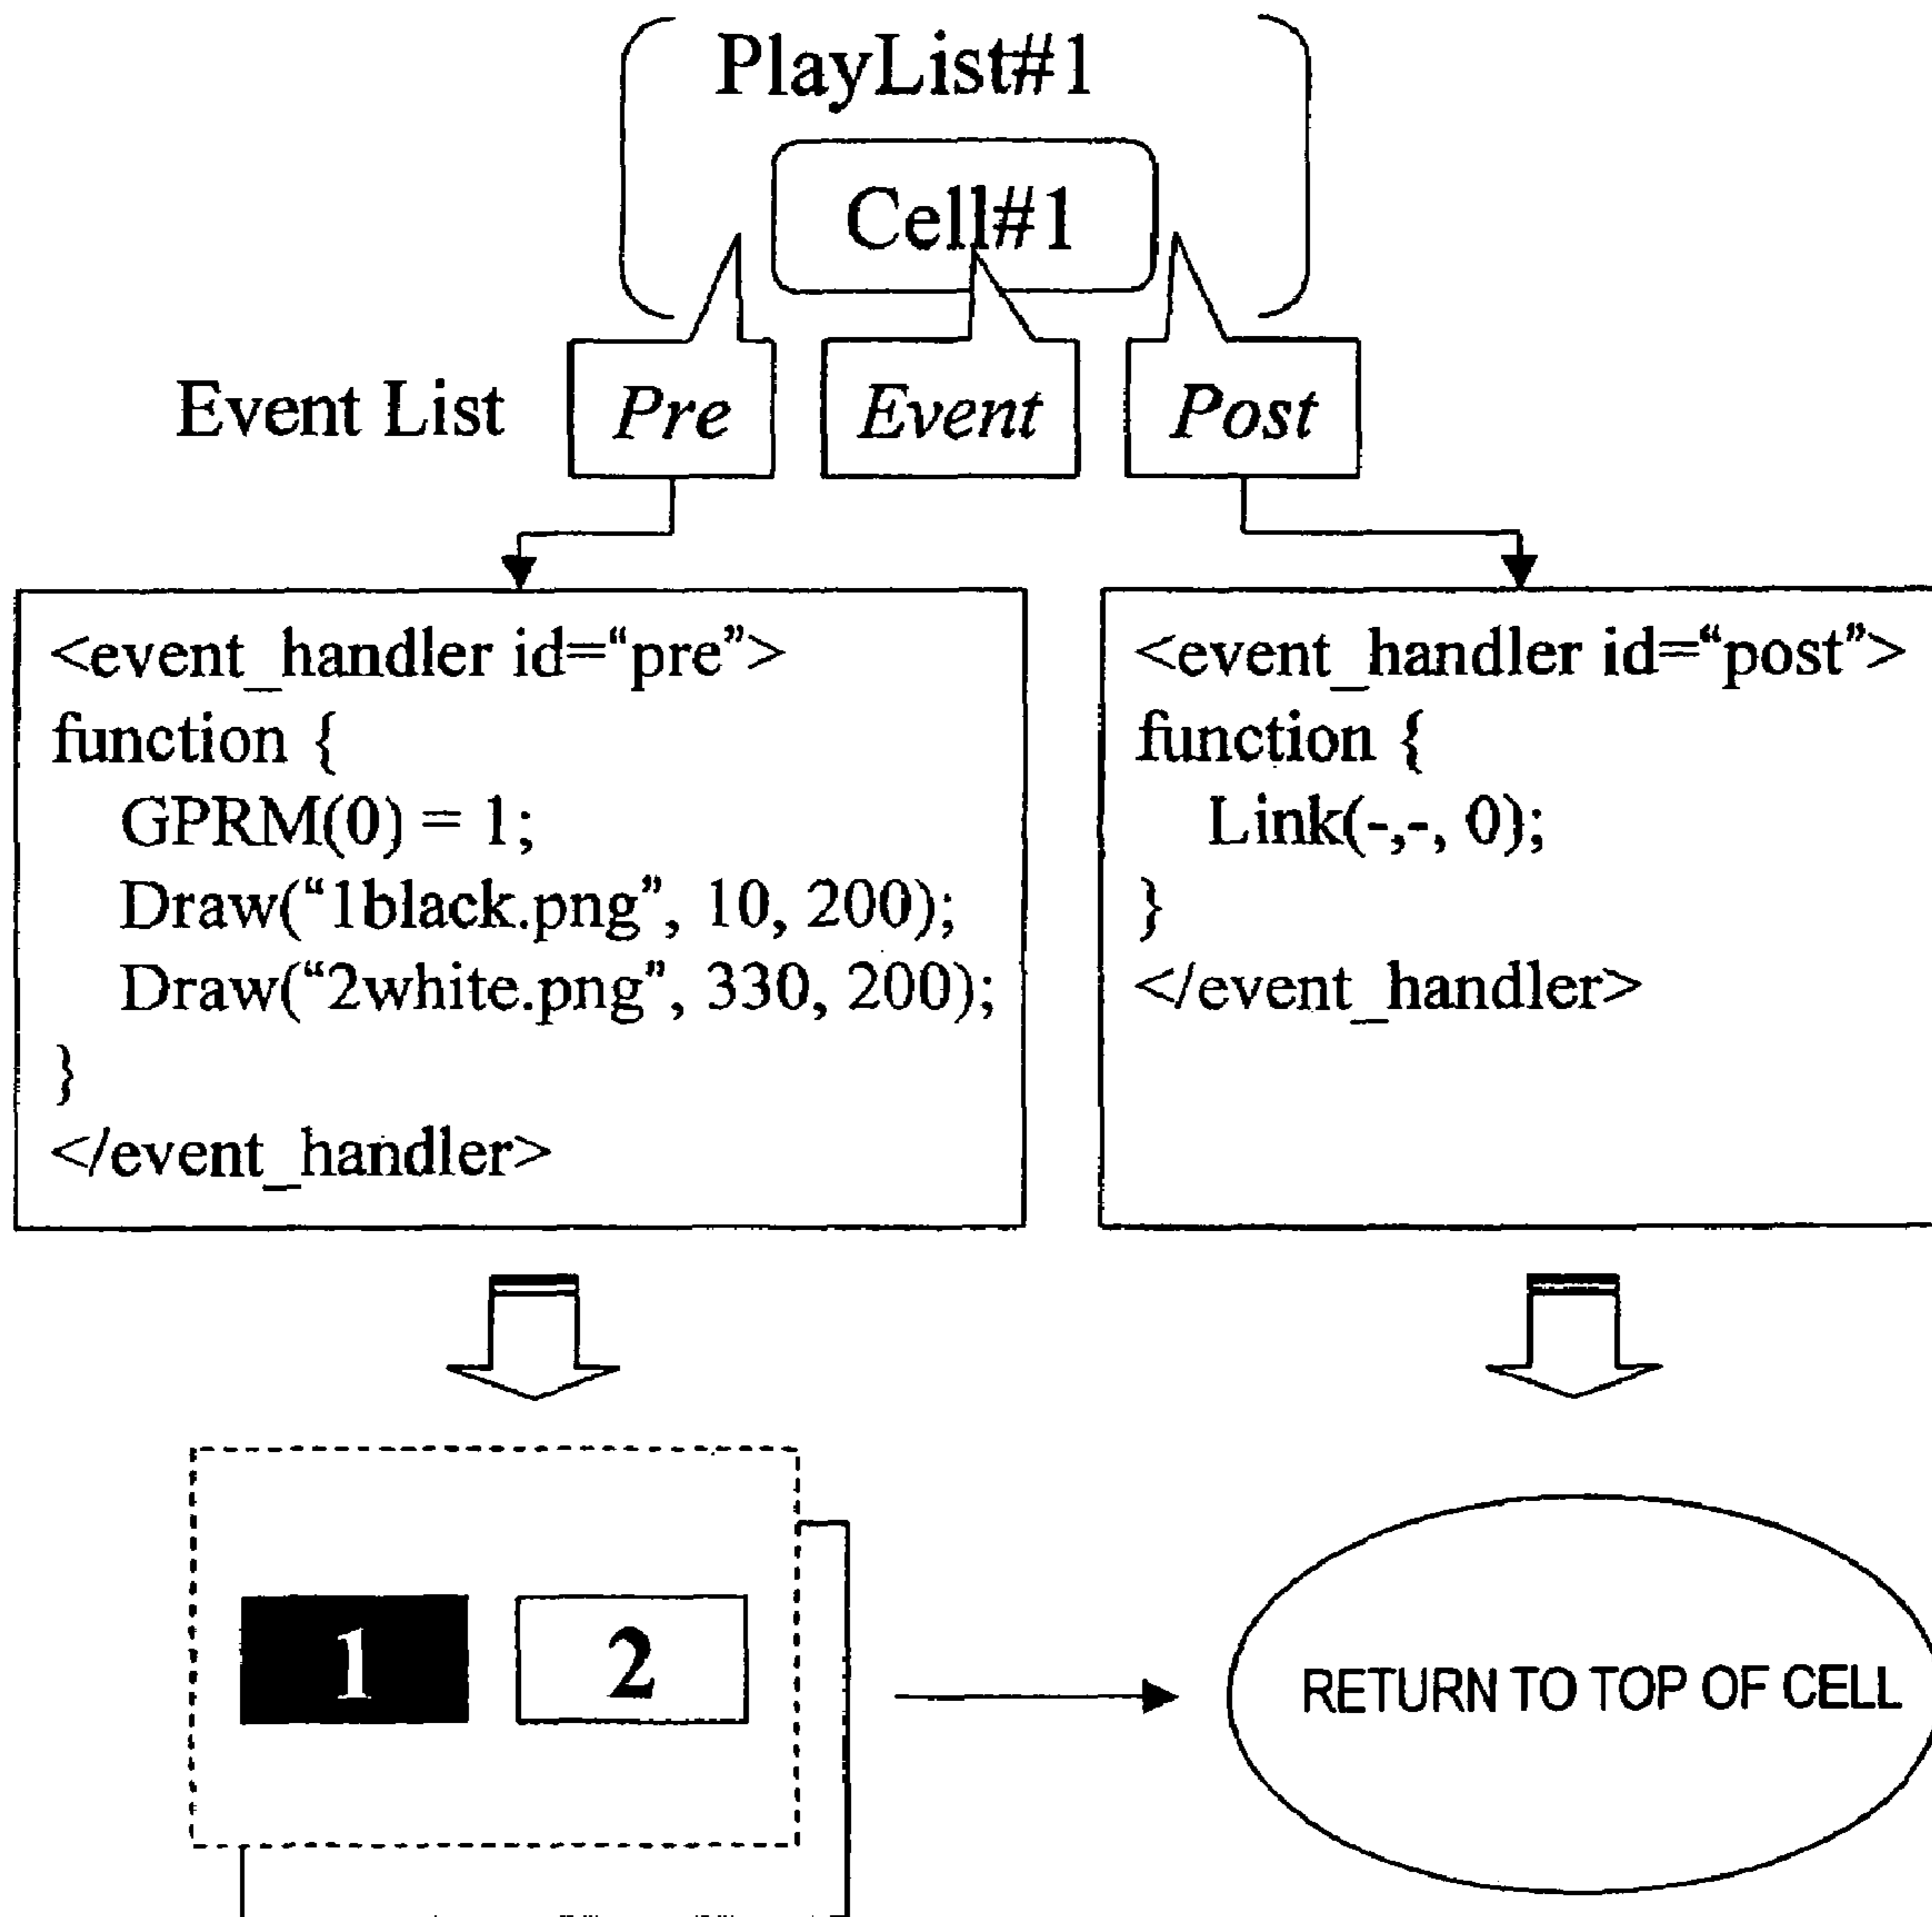 PlayList#1
Cell#1
Event List
Pre
Event
Post
<event_handler id=“pre”>
function {
GPRM(0) = 1;
Draw(“1black.png”, 10, 200);
Draw(“2white.png”, 330, 200);
}
</event_handler>
<event_handler id=“post”>
function {
Link(-,-, 0);
}
</event_handler>
1
2
RETURN TO TOP OF CELL